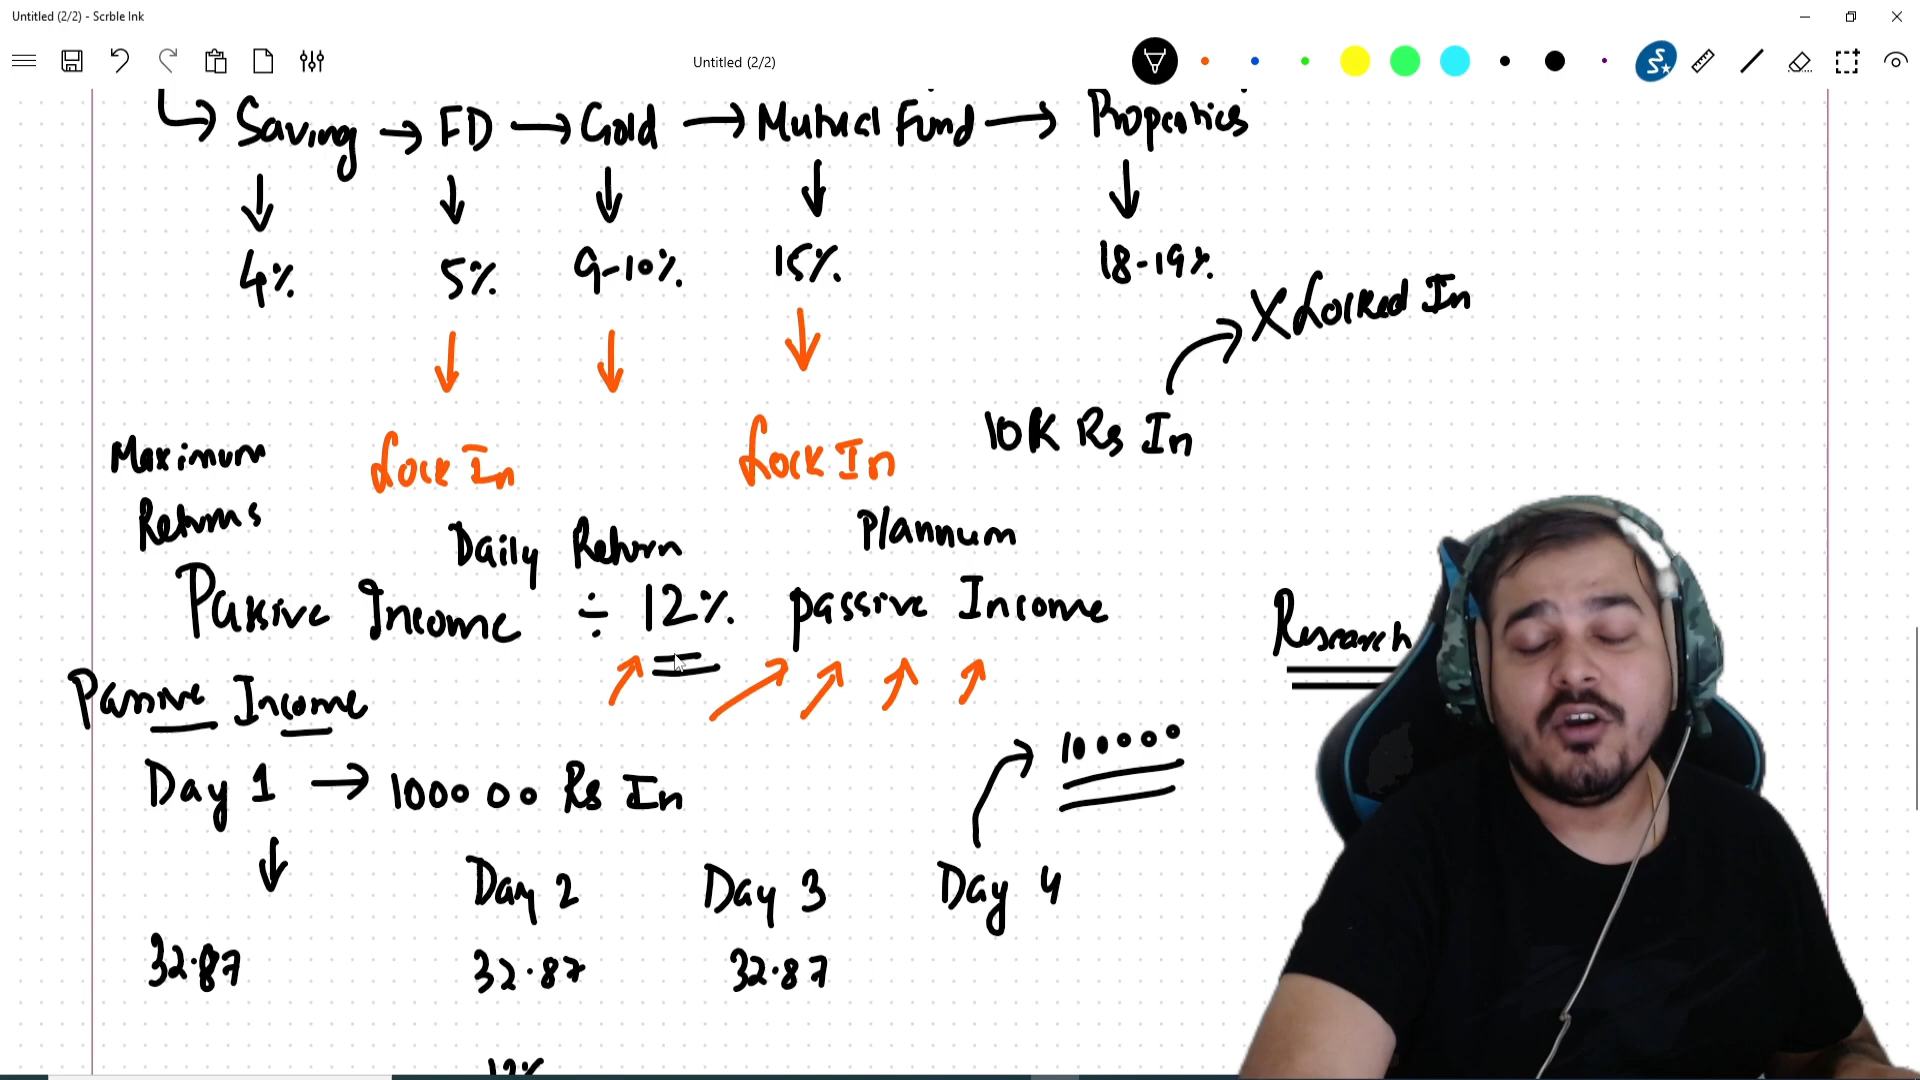 Untitled (2/2) - Scrble Ink
Untitled (2/2)
Saving → FD → Gold → Mutual Fund → Properties
4% 5% 9-10% 15% 18-19%
X Locked In
10K Rs In
Maximum
Returns
Lock In Lock In
Daily Return P/annum
Passive Income ÷ 12% passive Income
Research
Passive Income
100000
Day 1 → 100000 Rs In
Day 2 Day 3 Day 4
32.87 32.87 32.87
12%